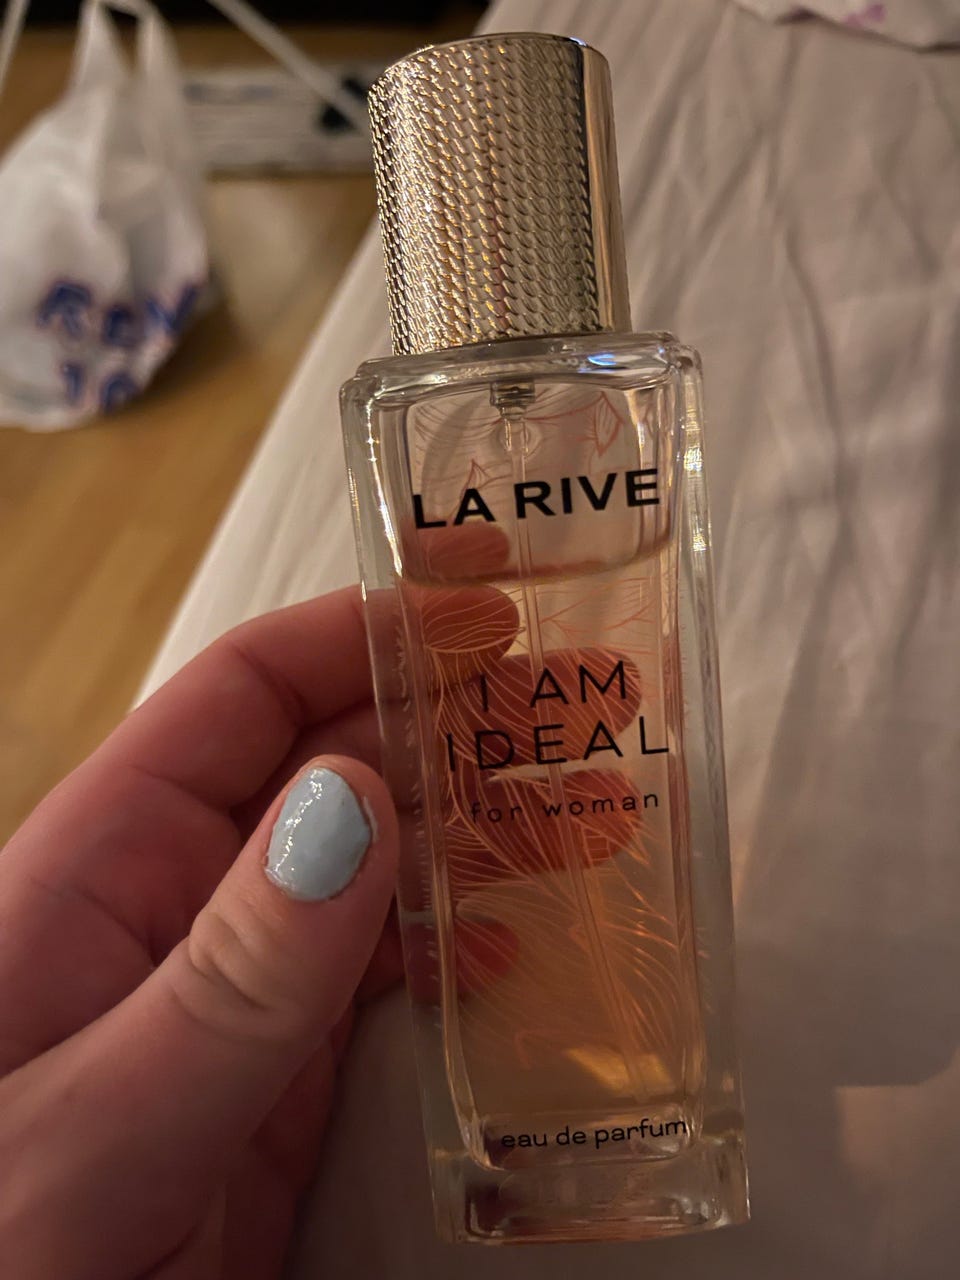 LA RIVE
I AM
IDEAL
for woman
eau de parfum